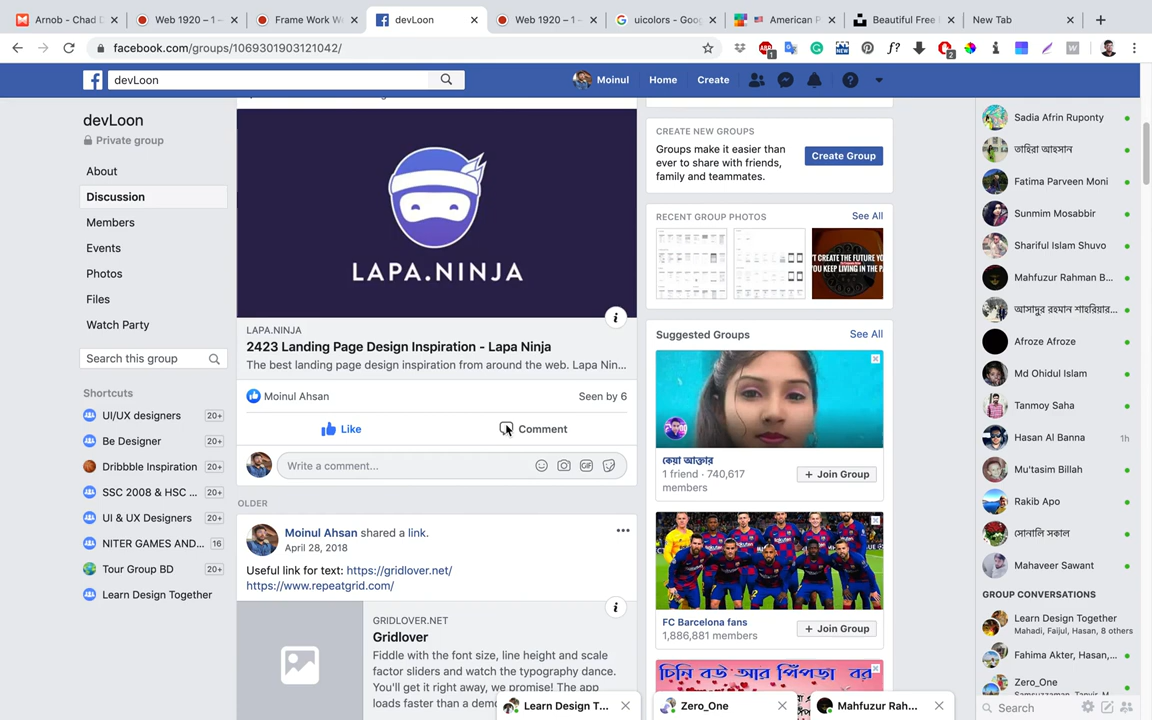 Arnob - Chad D
Web 1920 – 1
Frame Work W
devLoon
Web 1920 – 1
uicolors - Goog
American P
Beautiful Free
New Tab
facebook.com/groups/1069301903121042/
devLoon
Moinul
Home
Create
devLoon
Private group
About
Discussion
Members
Events
Photos
Files
Watch Party
Search this group
Shortcuts
UI/UX designers 20+
Be Designer 20+
Dribbble Inspiration 20+
SSC 2008 & HSC ... 20+
UI & UX Designers 20+
NITER GAMES AND... 16
Tour Group BD 20+
Learn Design Together
LAPA.NINJA
LAPA.NINJA
2423 Landing Page Design Inspiration - Lapa Ninja
The best landing page design inspiration from around the web. Lapa Nin...
Moinul Ahsan
Seen by 6
Like
Comment
Write a comment...
GIF
OLDER
Moinul Ahsan shared a link.
April 28, 2018
Useful link for text: https://gridlover.net/
https://www.repeatgrid.com/
GRIDLOVER.NET
Gridlover
Fiddle with the font size, line height and scale
factor sliders and watch the typography dance.
You'll get it right away, we promise! The app
loads faster than a demo
CREATE NEW GROUPS
Groups make it easier than
ever to share with friends,
family and teammates.
Create Group
RECENT GROUP PHOTOS
See All
Suggested Groups
See All
কেয়া আক্তার
1 friend · 740,617
members
+ Join Group
FC Barcelona fans
1,886,881 members
+ Join Group
চিনি বউ আর পিঁপড়া বর
Sadia Afrin Ruponty
তাহিরা আহসান
Fatima Parveen Moni
Sunmim Mosabbir
Shariful Islam Shuvo
Mahfuzur Rahman B...
আসাদুর রহমান শাহরিয়ার...
Afroze Afroze
Md Ohidul Islam
Tanmoy Saha
Hasan Al Banna 1h
Mu'tasim Billah
Rakib Apo
সোনালি সকাল
Mahaveer Sawant
GROUP CONVERSATIONS
Learn Design Together
Mahadi, Faijul, Hasan, 8 others
Fahima Akter, Hasan,...
Zero_One
Search
Learn Design T...
Zero_One
Mahfuzur Rah...